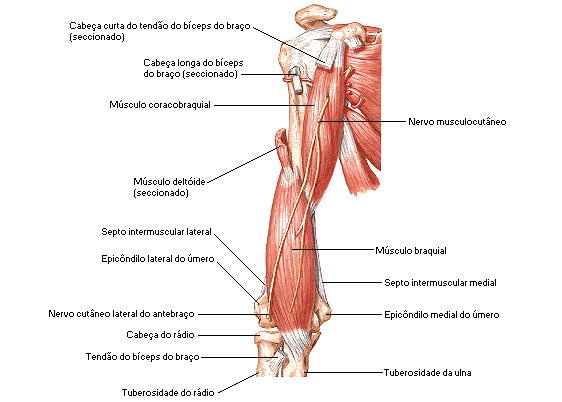 Cabeça curta do tendão do bíceps do braço
(seccionado)
Cabeça longa do bíceps
do braço (seccionado)
Músculo coracobraquial
Nervo musculocutâneo
Músculo deltóide
(seccionado)
Septo intermuscular lateral
Músculo braquial
Epicôndilo lateral do úmero
Septo intermuscular medial
Nervo cutâneo lateral do antebraço
Epicôndilo medial do úmero
Cabeça do rádio
Tendão do bíceps do braço
Tuberosidade da ulna
Tuberosidade do rádio